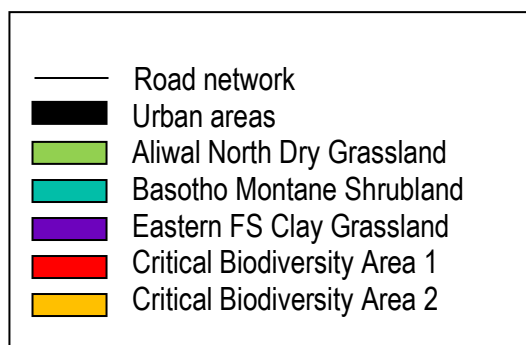 Road network
Urban areas
Aliwal North Dry Grassland
Basotho Montane Shrubland
Eastern FS Clay Grassland
Critical Biodiversity Area 1
Critical Biodiversity Area 2